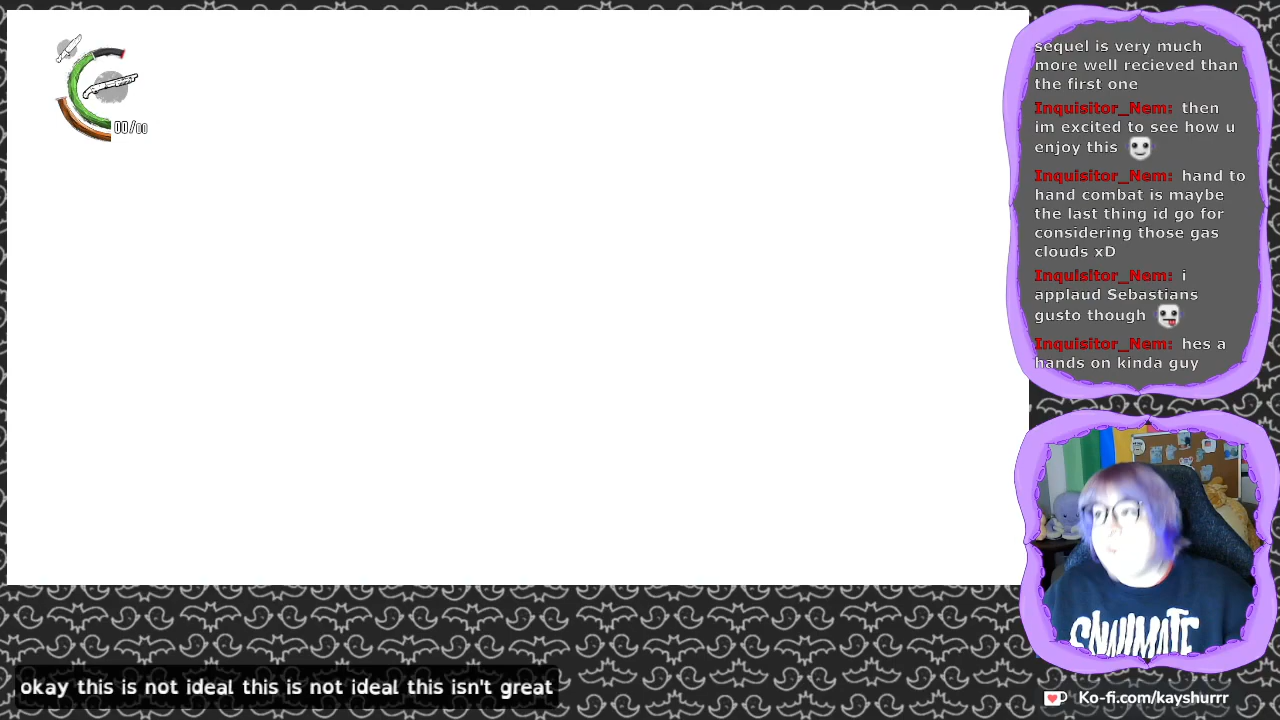 00/00
sequel is very much
more well recieved than
the first one
Inquisitor_Nem: then
im excited to see how u
enjoy this
Inquisitor_Nem: hand to
hand combat is maybe
the last thing id go for
considering those gas
clouds xD
Inquisitor_Nem: i
applaud Sebastians
gusto though
Inquisitor_Nem: hes a
hands on kinda guy
okay this is not ideal this is not ideal this isn't great
Ko-fi.com/kayshurrr